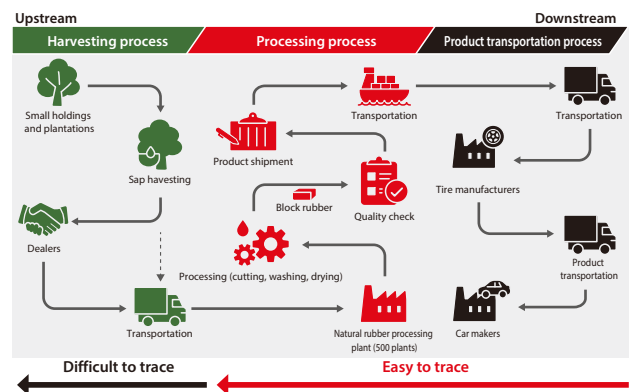 Upstream
Downstream
Harvesting process
Processing process
Product transportation process
Small holdings
and plantations
Sap havesting
Dealers
Transportation
Natural rubber processing
plant (500 plants)
Processing (cutting, washing, drying)
Block rubber
Quality check
Product shipment
Transportation
Transportation
Tire manufacturers
Product
transportation
Car makers
Difficult to trace
Easy to trace